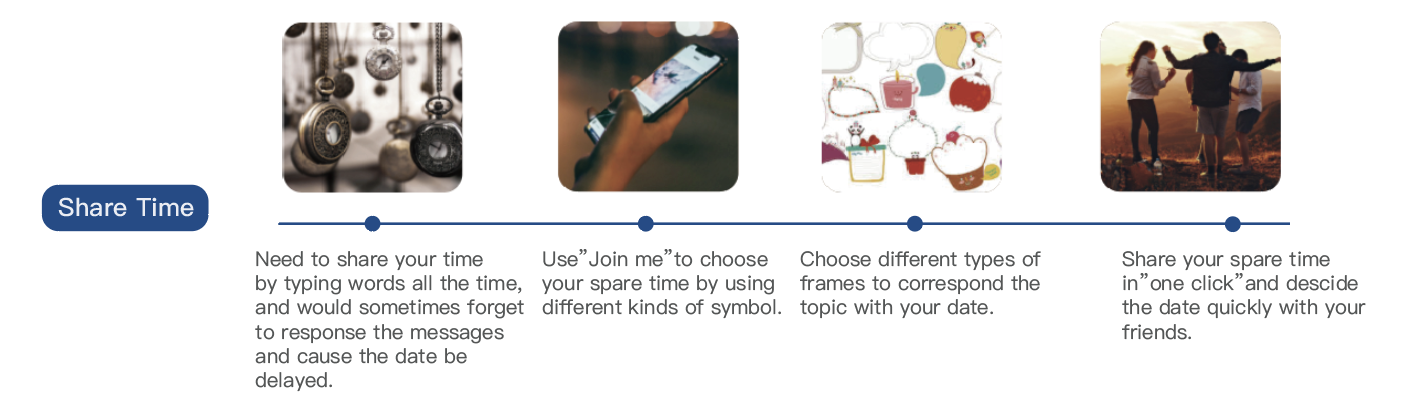 Share Time
Need to share your time
by typing words all the time,
and would sometimes forget
to response the messages
and cause the date be
delayed.
Use”Join me”to choose
your spare time by using
different kinds of symbol.
Choose different types of
frames to correspond the
topic with your date.
Share your spare time
in”one click”and descide
the date quickly with your
friends.